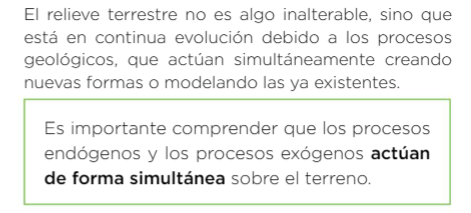 El relieve terrestre no es algo inalterable, sino que
está en continua evolución debido a los procesos
geológicos, que actúan simultáneamente creando
nuevas formas o modelando las ya existentes.
Es importante comprender que los procesos
endógenos y los procesos exógenos actúan
de forma simultánea sobre el terreno.